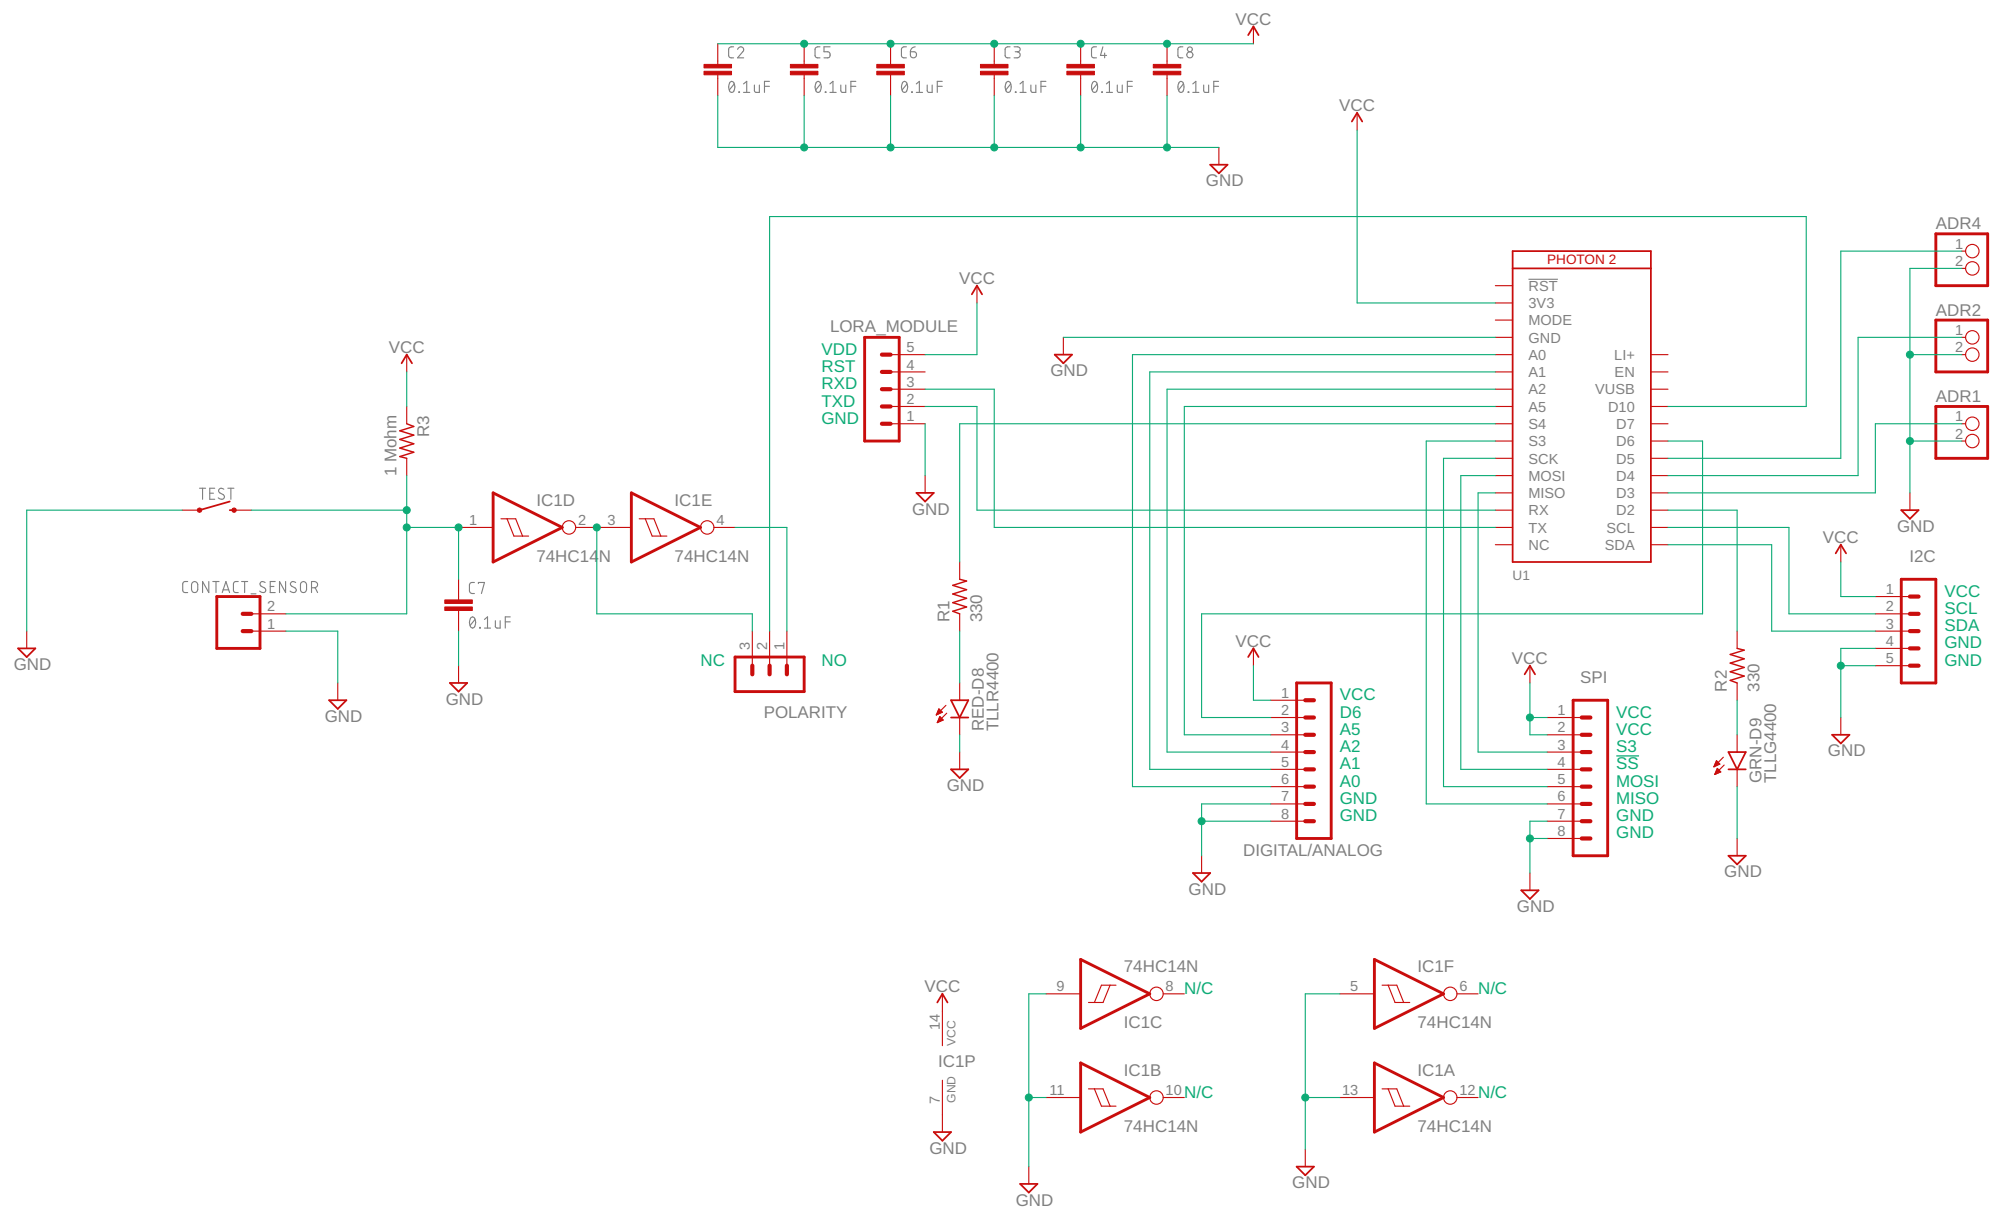 VCC
C2
C5
C6
C3
C4
C8
0.1uF
0.1uF
0.1uF
0.1uF
0.1uF
0.1uF
GND
VCC
PHOTON 2
RST
3V3
MODE
GND
A0
A1
A2
A5
S4
S3
SCK
MOSI
MISO
RX
TX
NC
LI+
EN
VUSB
D10
D7
D6
D5
D4
D3
D2
SCL
SDA
U1
GND
ADR4
1
2
ADR2
1
2
ADR1
1
2
GND
VCC
LORA_MODULE
VDD
RST
RXD
TXD
GND
5
4
3
2
1
GND
VCC
1 Mohm
R3
TEST
GND
CONTACT_SENSOR
2
1
GND
C7
0.1uF
GND
1
IC1D
2
74HC14N
3
IC1E
4
74HC14N
NC
3
2
1
NO
POLARITY
R1
330
RED-D8
TLLR4400
GND
VCC
1
2
3
4
5
6
7
8
VCC
D6
A5
A2
A1
A0
GND
GND
DIGITAL/ANALOG
GND
VCC
SPI
1
2
3
4
5
6
7
8
VCC
VCC
S3
SS
MOSI
MISO
GND
GND
GND
R2
330
GRN-D9
TLLG4400
GND
VCC
I2C
1
2
3
4
5
VCC
SCL
SDA
GND
GND
GND
VCC
14
VCC
IC1P
7
GND
GND
74HC14N
9
8
N/C
IC1C
IC1B
11
10
N/C
74HC14N
GND
IC1F
5
6
N/C
74HC14N
IC1A
13
12
N/C
74HC14N
GND